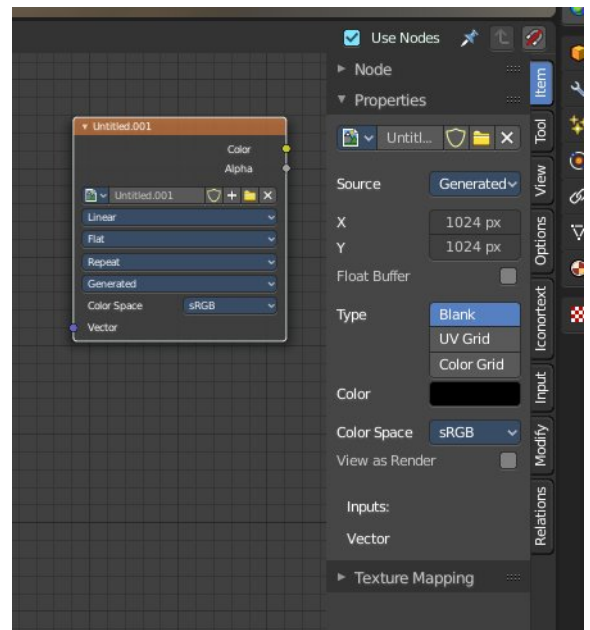 Use Nodes
Node
Properties
Untitl...
Source Generated
X 1024 px
Y 1024 px
Float Buffer
Type Blank
UV Grid
Color Grid
Color
Color Space sRGB
View as Render
Inputs:
Vector
Texture Mapping
Untitled.001
Color
Alpha
Untitled.001
Linear
Flat
Repeat
Generated
Color Space sRGB
Vector
Item
Tool
View
Options
Iconortext
Input
Modify
Relations